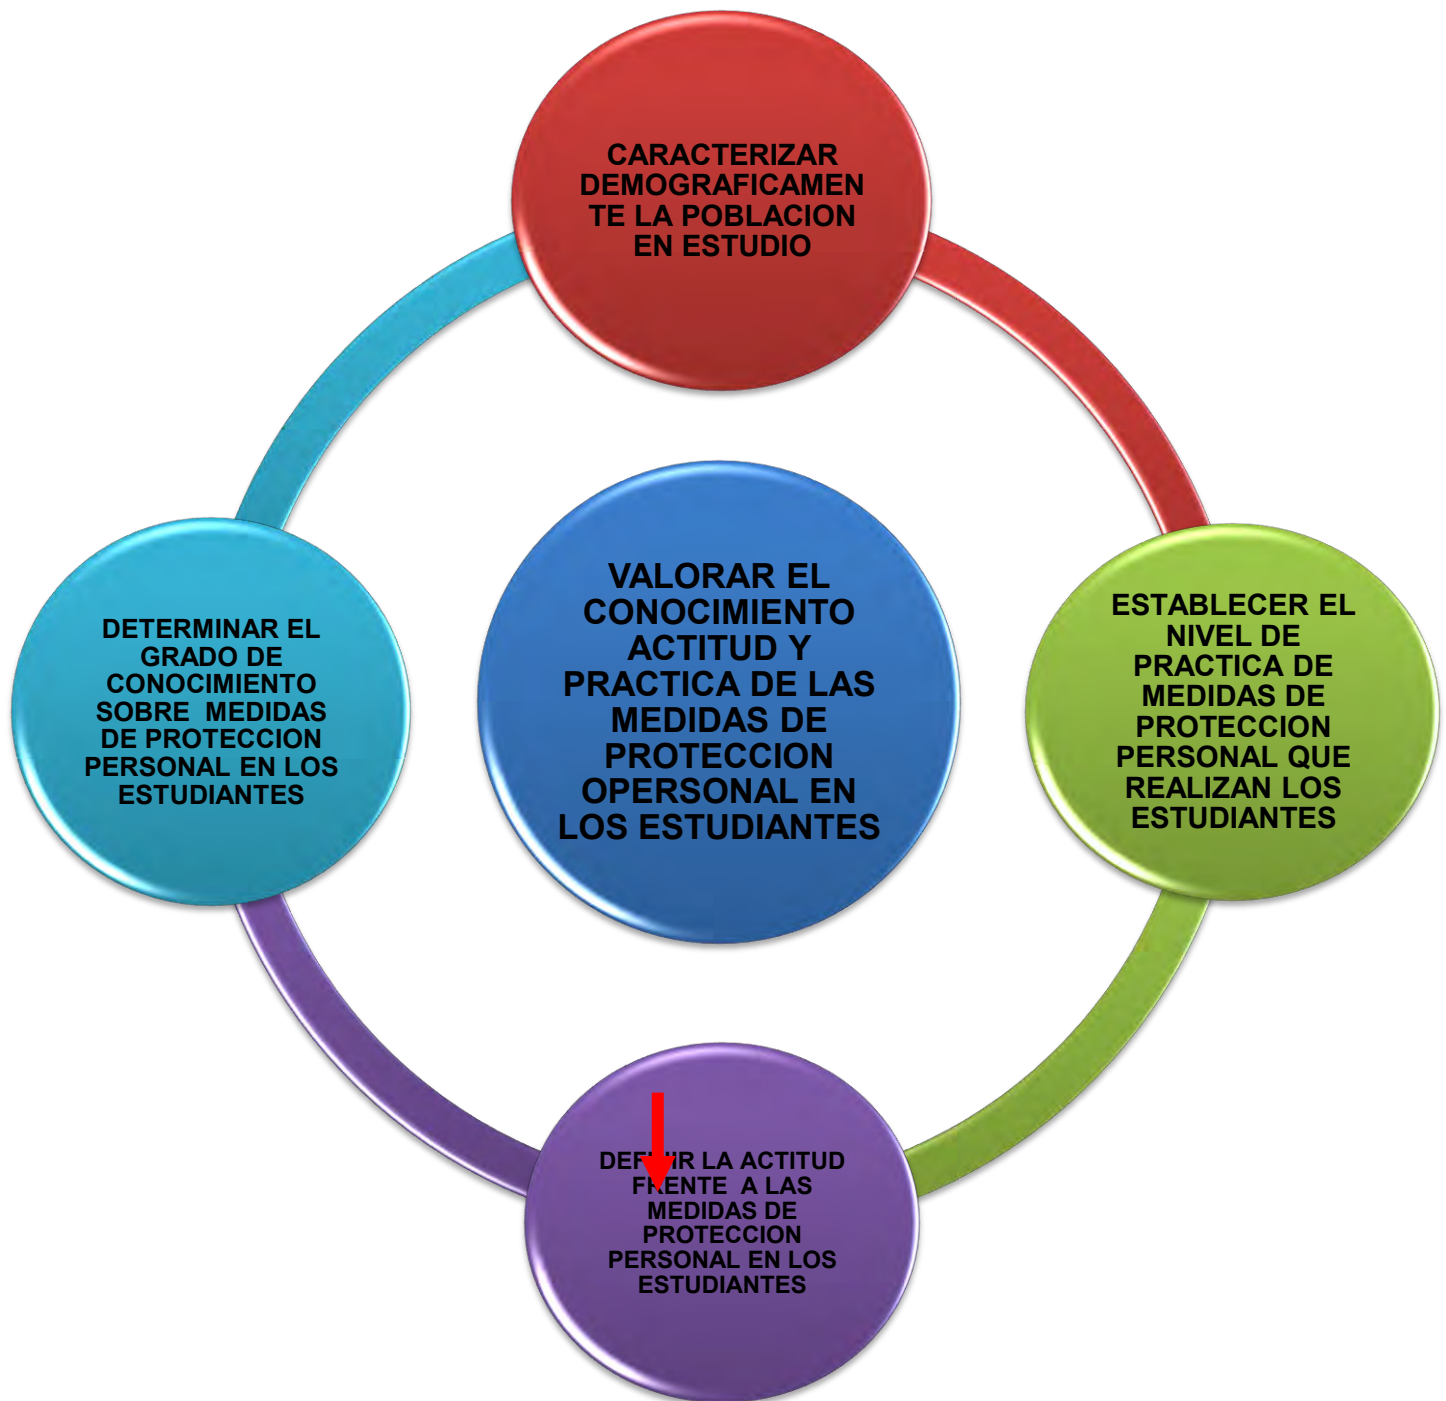 CARACTERIZAR
DEMOGRAFICAMEN
TE LA POBLACION
EN ESTUDIO
DETERMINAR EL
GRADO DE
CONOCIMIENTO
SOBRE MEDIDAS
DE PROTECCION
PERSONAL EN LOS
ESTUDIANTES
VALORAR EL
CONOCIMIENTO
ACTITUD Y
PRACTICA DE LAS
MEDIDAS DE
PROTECCION
OPERSONAL EN
LOS ESTUDIANTES
ESTABLECER EL
NIVEL DE
PRACTICA DE
MEDIDAS DE
PROTECCION
PERSONAL QUE
REALIZAN LOS
ESTUDIANTES
DEFINIR LA ACTITUD
FRENTE A LAS
MEDIDAS DE
PROTECCION
PERSONAL EN LOS
ESTUDIANTES